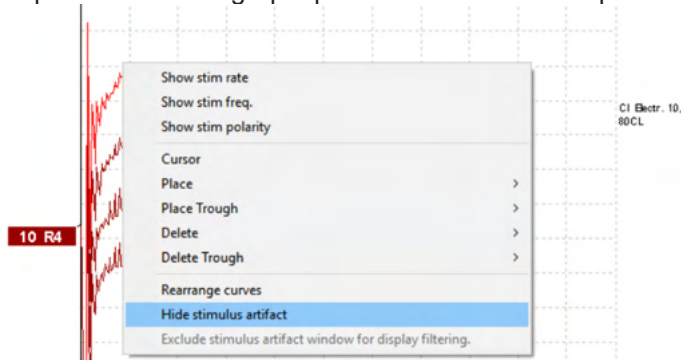 Show stim rate
Show stim freq.
Show stim polarity
CI Electr. 10,
80CL
Cursor
Place
Place Trough
10 R4
Delete
Delete Trough
Rearrange curves
Hide stimulus artifact
Exclude stimulus artifact window for display filtering.